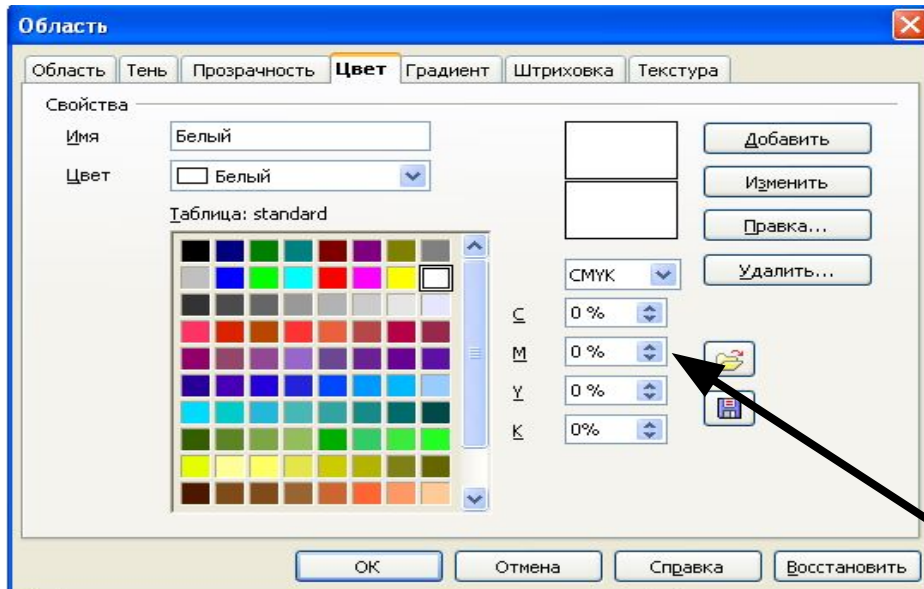 Область
Область Тень Прозрачность Цвет Градиент Штриховка Текстура
Свойства
Имя Белый Добавить
Цвет Белый Изменить
Таблица: standard Правка...
CMYK Удалить...
C 0 %
M 0 %
Y 0 %
K 0%
OK Отмена Справка Восстановить